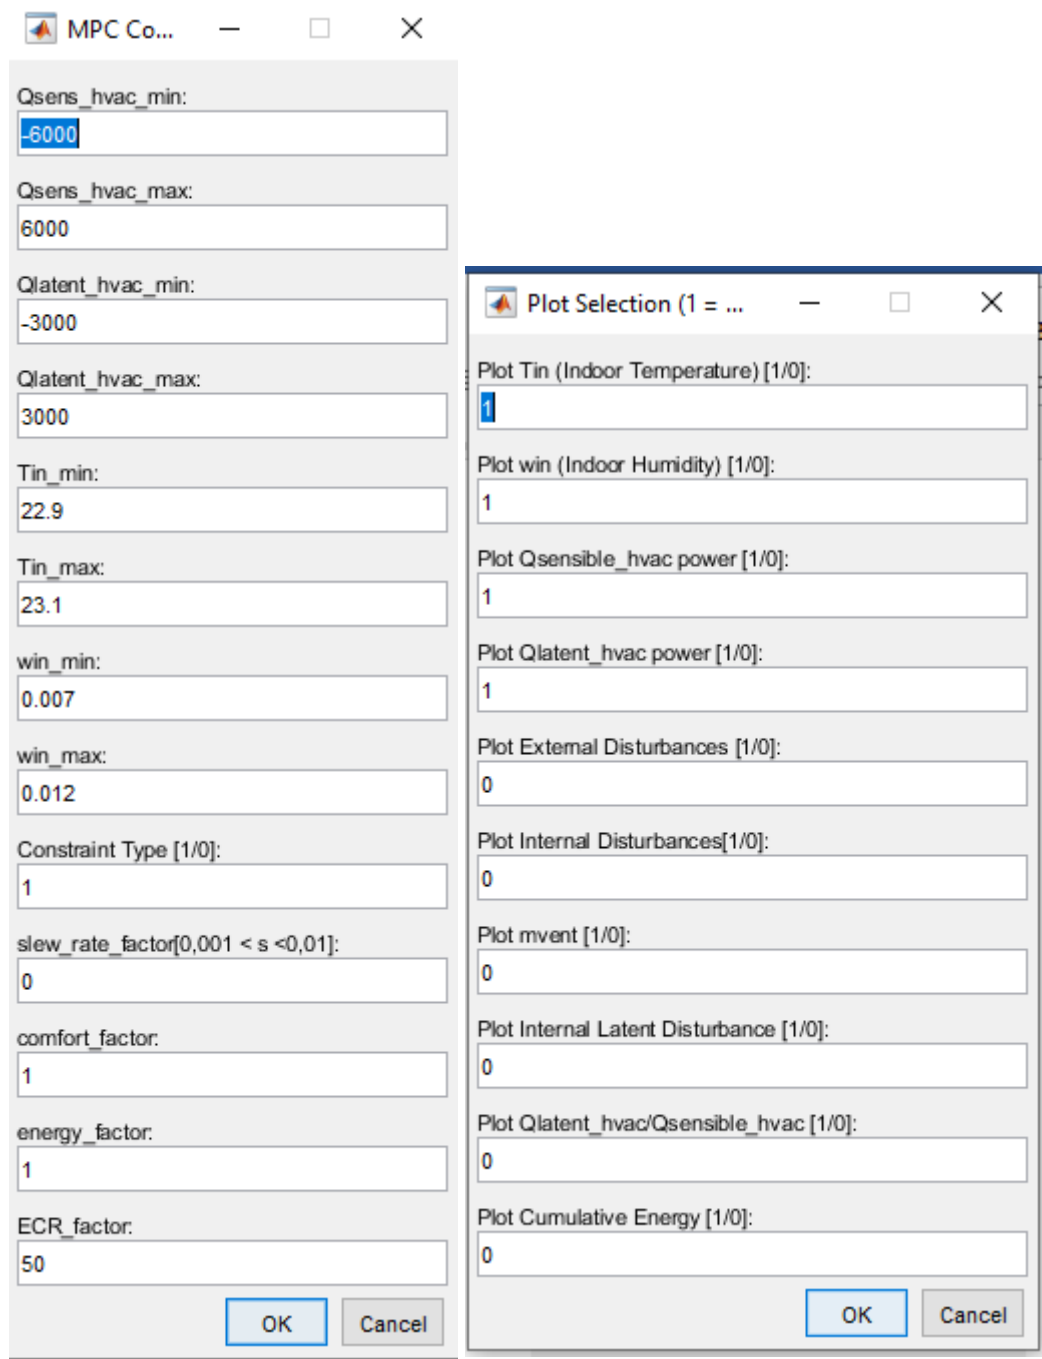 MPC Co...
Qsens_hvac_min:
-6000
Qsens_hvac_max:
6000
Qlatent_hvac_min:
-3000
Qlatent_hvac_max:
3000
Tin_min:
22.9
Tin_max:
23.1
win_min:
0.007
win_max:
0.012
Constraint Type [1/0]:
1
slew_rate_factor[0,001 < s <0,01]:
0
comfort_factor:
1
energy_factor:
1
ECR_factor:
50
OK Cancel
Plot Selection (1 = ...
Plot Tin (Indoor Temperature) [1/0]:
1
Plot win (Indoor Humidity) [1/0]:
1
Plot Qsensible_hvac power [1/0]:
1
Plot Qlatent_hvac power [1/0]:
1
Plot External Disturbances [1/0]:
0
Plot Internal Disturbances[1/0]:
0
Plot mvent [1/0]:
0
Plot Internal Latent Disturbance [1/0]:
0
Plot Qlatent_hvac/Qsensible_hvac [1/0]:
0
Plot Cumulative Energy [1/0]:
0
OK Cancel